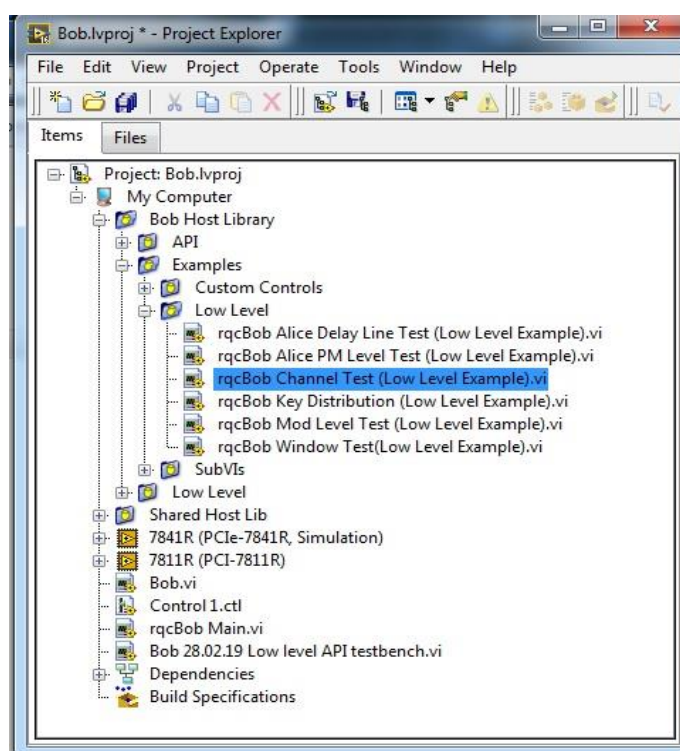 Bob.lvproj * - Project Explorer
File Edit View Project Operate Tools Window Help
Items Files
Project: Bob.lvproj
My Computer
Bob Host Library
API
Examples
Custom Controls
Low Level
rqcBob Alice Delay Line Test (Low Level Example).vi
rqcBob Alice PM Level Test (Low Level Example).vi
rqcBob Channel Test (Low Level Example).vi
rqcBob Key Distribution (Low Level Example).vi
rqcBob Mod Level Test (Low Level Example).vi
rqcBob Window Test(Low Level Example).vi
SubVIs
Low Level
Shared Host Lib
7841R (PCIe-7841R, Simulation)
7811R (PCI-7811R)
Bob.vi
Control 1.ctl
rqcBob Main.vi
Bob 28.02.19 Low level API testbench.vi
Dependencies
Build Specifications